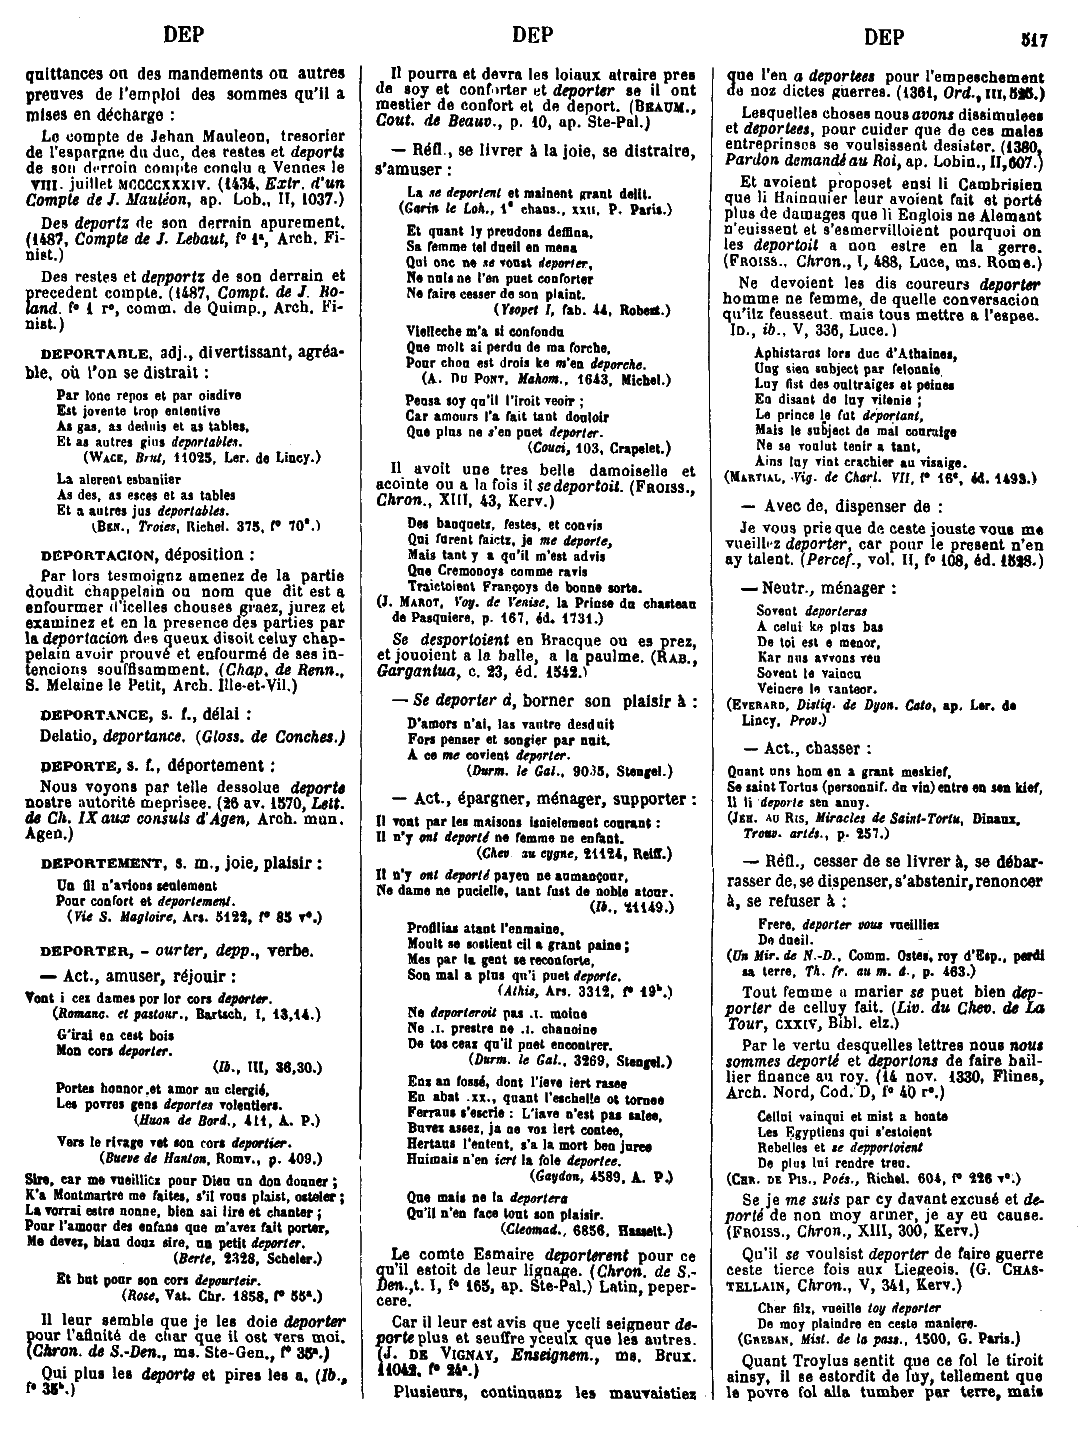 DEP
DEP
DEP
517
quittances ou des mandements ou autres
preuves de l'emploi des sommes qu'il a
mises en décharge :
Le compte de Jehan Mauleon, tresorier
de l'espargne du duc, des restes et deports
de son derroin compte conclu a Vennes le
VIII. juillet MCCCCXXXIV. (1434, Extr. d'un
Compte de J. Mauléon, ap. Lob., II, 1037.)
Des deportz de son derrain apurement.
(1487, Compte de J. Lebaut, f° 1ª, Arch. Fi-
nist.)
Des restes et depportz de son derrain et
precedent compte. (1487, Compt. de J. Ro-
land. f° 1 r°, comm. de Quimp., Arch. Fi-
nist.)
DEPORTABLE, adj., divertissant, agréa-
ble, où l'on se distrait :
Par lonc repos et par oisdive
Est jovente trop ententive
As gas, as deduis et as tables,
Et as autres gius deportables.
(WACE, Brut, 11025, Ler. de Lincy.)
La alerent esbanier
As des, as esces et as tables
Et a autres jus deportables.
(BEN., Troies, Richel. 375, f° 70ª.)
DEPORTACION, déposition :
Par lors tesmoignz amenez de la partie
doudit chappelain ou nom que dit est a
enfourmer d'icelles chouses graez, jurez et
examinez et en la presence des parties par
la deportacion des queux disoit celuy chap-
pelain avoir prouvé et enfourmé de ses in-
tencions souffisamment. (Chap. de Renn.,
S. Melaine le Petit, Arch. Ille-et-Vil.)
DEPORTANCE, s. f., délai :
Delatio, deportance. (Gloss. de Conches.)
DEPORTE, s. f., déportement :
Nous voyons par telle dessolue deporte
nostre autorité meprisee. (26 av. 1570, Lett.
de Ch. IX aux consuls d'Agen, Arch. mun.
Agen.)
DEPORTEMENT, s. m., joie, plaisir :
Un fil n'avions seulement
Pour confort et deportement.
(Vie S. Magloire, Ars. 5122, f° 85 v°.)
DEPORTER, - ourter, depp., verbe.
— Act., amuser, réjouir :
Vont i cez dames por lor cors deporter.
(Romanc. et pastour., Bartsch, I, 13,14.)
G'irai en cest bois
Mon cors deporter.
(Ib., III, 36,30.)
Portes honnor et amor au clergié,
Les povres gens deportes volentiers.
(Huon de Bord., 411, A. P.)
Vers le rivage vet son cors deportier.
(Bueve de Hanton, Romv., p. 409.)
Sire, car me vueilliez pour Dieu un don donner ;
K'a Montmartre me faites, s'il vous plaist, osteler ;
La vorrai estre nonne, bien sai lire et chanter ;
Pour l'amour des enfans que m'avez fait porter,
Me devez, biau douz sire, un petit deporter.
(Berte, 2328, Scheler.)
Et but pour son cors depourteir.
(Rose, Vat. Chr. 1858, f° 55ª.)
Il leur semble que je les doie deporter
pour l'afinité de char que il ont vers moi.
(Chron. de S.-Den., ms. Ste-Gen., f° 35ª.)
Qui plus les deporte et pires les a. (Ib.,
f° 35ᵇ.)
Il pourra et devra les loiaux atraire pres
de soy et conforter et deporter se il ont
mestier de confort et de deport. (BEAUM.,
Cout. de Beauv., p. 10, ap. Ste-Pal.)
— Réfl., se livrer à la joie, se distraire,
s'amuser :
La se deportent et mainent grant delit.
(Garin le Loh., 1ª chans., XXII, P. Paris.)
Et quant ly preudons deffina,
Sa femme tel dueil en mena
Qui onc ne se voust deporter,
Ne nuls ne l'en puet conforter
Ne faire cesser de son plaint.
(Ysopet I, fab. 44, Robert.)
Vielleche m'a si confondu
Que molt ai perdu de ma forche,
Pour chou est drois ke m'en deporche.
(A. DU PONT, Mahom., 1643, Michel.)
Pensa soy qu'il l'iroit veoir ;
Car amours l'a fait tant douloir
Que plus ne s'en puet deporter.
(Couci, 103, Crapelet.)
Il avoit une tres belle damoiselle et
acointe ou a la fois il se deportoit. (FROISS.,
Chron., XIII, 43, Kerv.)
Des banquetz, festes, et convis
Qui furent faictz, je me deporte,
Mais tant y a qu'il m'est advis
Que Cremonoys comme ravis
Traictoient Françoys de bonne sorte.
(J. MAROT, Voy. de Venise, la Prinse du chasteau
de Pasquiere, p. 167, éd. 1731.)
Se desportoient en Bracque ou es prez,
et jouoient a la balle, a la paulme. (RAB.,
Gargantua, c. 23, éd. 1542.)
— Se deporter à, borner son plaisir à :
D'amors n'ai, las vautre desduit
Fors penser et songier par nuit,
A ce me covient deporter.
(Durm. le Gal., 9035, Stengel.)
— Act., épargner, ménager, supporter :
Il vont par les maisons isnielement courant :
Il n'y ont deporté ne femme ne enfant.
(Chev au cygne, 21124, Reiff.)
Il n'y ont deporté payen ne aumançour,
Ne dame ne pucielle, tant fust de noble atour.
(Ib., 21149.)
Profilias atant l'enmaine,
Moult se sostient cil a grant paine ;
Mes par la gent se reconforte,
Son mal a plus qu'i puet deporte.
(Athis, Ars. 3312, f° 19ᵇ.)
Ne deporteroit pas .I. moine
Ne .I. prestre ne .I. chanoine
De tos ceaz qu'il puet encontrer.
(Durm. le Gal., 3269, Stengel.)
Enz an fossé, dont l'ieve iert rasee
En abat .XX., quant l'eschelle ot tornee
Ferraus s'escrie : L'iave n'est pas salee,
Buvez assez, ja ne voz iert contee,
Hertaus l'entent, s'a la mort ben juree
Huimais n'en iert la fole deportee.
(Gaydon, 4589, A. P.)
Que mais ne la deportera
Qu'il n'en face tout son plaisir.
(Cleomad., 6856, Hasselt.)
Le comte Esmaire deporterent pour ce
qu'il estoit de leur lignage. (Chron. de S.-
Den.,t. I, f° 165, ap. Ste-Pal.) Latin, peper-
cere.
Car il leur est avis que yceli seigneur de-
porte plus et seuffre yceulx que les autres.
(J. DE VIGNAY, Enseignem., ms. Brux.
11042, f° 24ª.)
Plusieurs, continuanz les mauvaistiez
que l'en a deportees pour l'empeschement
de noz dictes guerres. (1361, Ord., III, 525.)
Lesquelles choses nous avons dissimulees
et deportees, pour cuider que de ces males
entreprinses se voulsissent desister. (1380,
Pardon demandé au Roi, ap. Lobin., II,607.)
Et avoient proposet ensi li Cambrisien
que li Hainnuier leur avoient fait et porté
plus de damages que li Englois ne Alemant
n'euissent et s'esmervilloient pourquoi on
les deportoit a non estre en la gerre.
(FROISS., Chron., I, 488, Luce, ms. Rome.)
Ne devoient les dis coureurs deporter
homme ne femme, de quelle conversacion
qu'ilz feussent. mais tous mettre a l'espee.
ID., ib., V, 336, Luce.)
Aphistarus lors duc d'Athaines,
Ung sien subject par felonnie
Luy fist des oultraiges et peines
En disant de luy vilenie ;
Le prince le fut deportant,
Mais le subject de mal couraige
Ne se voulut tenir a tant,
Ains luy vint crachier au visaige.
(MARTIAL, Vig. de Charl. VII, f° 16ᶜ, éd. 1493.)
— Avec de, dispenser de :
Je vous prie que de ceste jouste vous me
vueillez deporter, car pour le present n'en
ay talent. (Percef., vol. II, f° 108, éd. 1528.)
— Neutr., ménager :
Sovent deporteras
A celui ke plus bas
De toi est e menor,
Kar nus avvons veu
Sovent le vaincu
Veincre le vanteor.
(EVERARD, Distiq. de Dyon. Cato, ap. Ler. de
Lincy, Prov.)
— Act., chasser :
Quant uns hom en a grant meskief,
Se saint Tortus (personnif. du vin) entre en sen kief,
Il li deporte sen anuy.
(JEH. AU RIS, Miracles de Saint-Tortu, Dinaux,
Trouv. artés., p. 257.)
— Réfl., cesser de se livrer à, se débar-
rasser de, se dispenser, s'abstenir, renoncer
à, se refuser à :
Frere, deporter vous vueilliez
De dueil.
(Un Mir. de N.-D., Comm. Ostes, roy d'Esp., perdi
sa terre, Th. fr. au m. â., p. 463.)
Tout femme a marier se puet bien dep-
porter de celluy fait. (Liv. du Chev. de La
Tour, CXXIV, Bibl. elz.)
Par le vertu desquelles lettres nous nous
sommes deporté et deportons de faire bail-
lier finance au roy. (14 nov. 1330, Flines,
Arch. Nord, Cod. D, f° 40 r°.)
Cellui vainqui et mist a honte
Les Egyptiens qui s'estoient
Rebelles et se depportoient
De plus lui rendre treu.
(CHR. DE PIS., Poés., Richel. 604, f° 226 v°.)
Se je me suis par cy davant excusé et de-
porté de non moy armer, je ay eu cause.
(FROISS., Chron., XIII, 300, Kerv.)
Qu'il se voulsist deporter de faire guerre
ceste tierce fois aux Liegeois. (G. CHAS-
TELLAIN, Chron., V, 341, Kerv.)
Cher filz, vueille toy deporter
De moy plaindre en ceste maniere.
(GREBAN, Mist. de la pass., 1500, G. Paris.)
Quant Troylus sentit que ce fol le tiroit
ainsy, il se estordit de luy, tellement que
le povre fol alla tumber par terre, mais